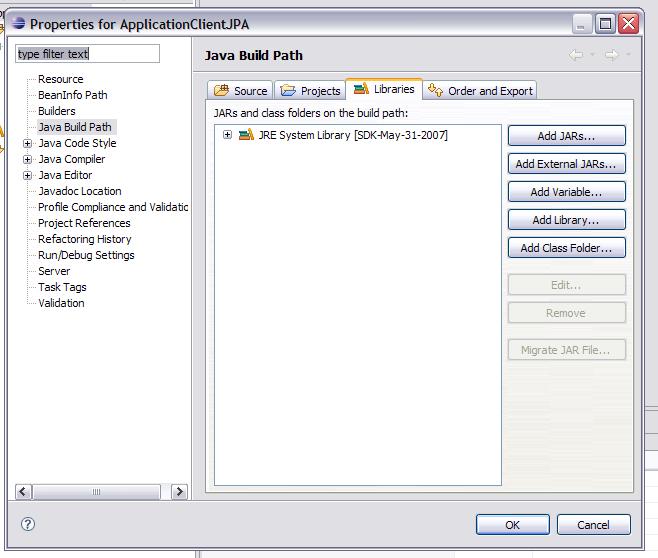 Properties for ApplicationClientJPA
type filter text
Resource
BeanInfo Path
Builders
Java Build Path
Java Code Style
Java Compiler
Java Editor
Javadoc Location
Profile Compliance and Validatic
Project References
Refactoring History
Run/Debug Settings
Server
Task Tags
Validation
Java Build Path
Source Projects Libraries Order and Export
JARs and class folders on the build path:
JRE System Library [SDK-May-31-2007]
Add JARs...
Add External JARs...
Add Variable...
Add Library...
Add Class Folder...
Edit...
Remove
Migrate JAR File...
OK Cancel